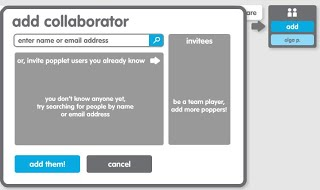 add collaborator
enter name or email address
or, invite popplet users you already know
you don't know anyone yet,
try searching for people by name
or email address
invitees
be a team player,
add more poppers!
add them!
cancel
are
add